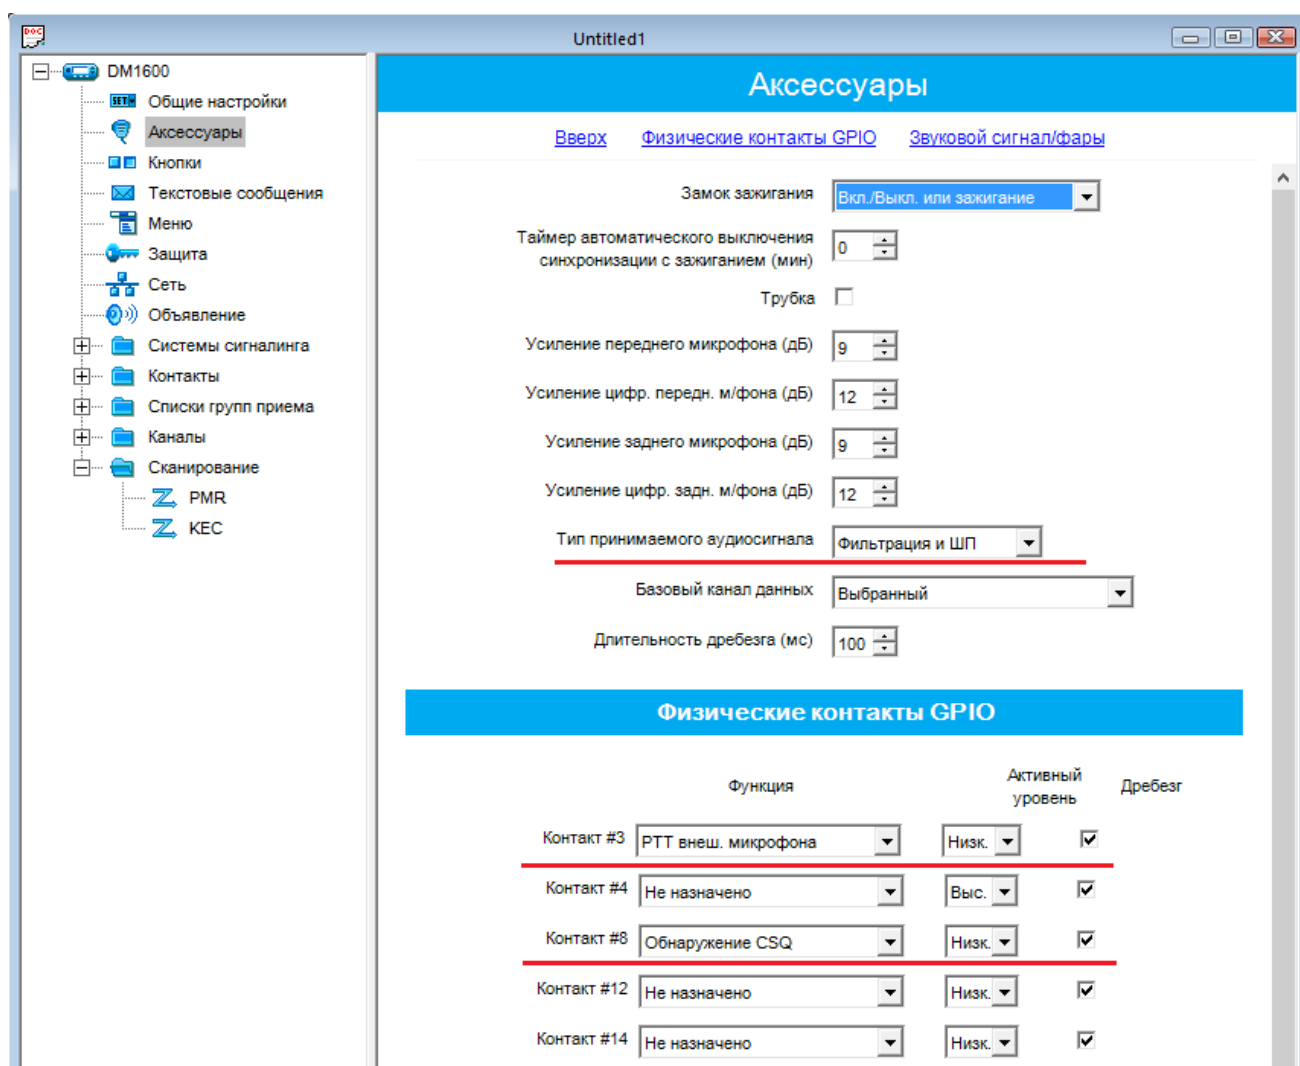 Untitled1
DM1600
Общие настройки
Аксессуары
Кнопки
Текстовые сообщения
Меню
Защита
Сеть
Объявление
Системы сигналинга
Контакты
Списки групп приема
Каналы
Сканирование
PMR
KEC
Аксессуары
Вверх Физические контакты GPIO Звуковой сигнал/фары
Замок зажигания Вкл./Выкл. или зажигание
Таймер автоматического выключения
синхронизации с зажиганием (мин) 0
Трубка
Усиление переднего микрофона (дБ) 9
Усиление цифр. передн. м/фона (дБ) 12
Усиление заднего микрофона (дБ) 9
Усиление цифр. задн. м/фона (дБ) 12
Тип принимаемого аудиосигнала Фильтрация и ШП
Базовый канал данных Выбранный
Длительность дребезга (мс) 100
Физические контакты GPIO
Функция Активный уровень Дребезг
Контакт #3 PTT внеш. микрофона Низк.
Контакт #4 Не назначено Выс.
Контакт #8 Обнаружение CSQ Низк.
Контакт #12 Не назначено Низк.
Контакт #14 Не назначено Низк.